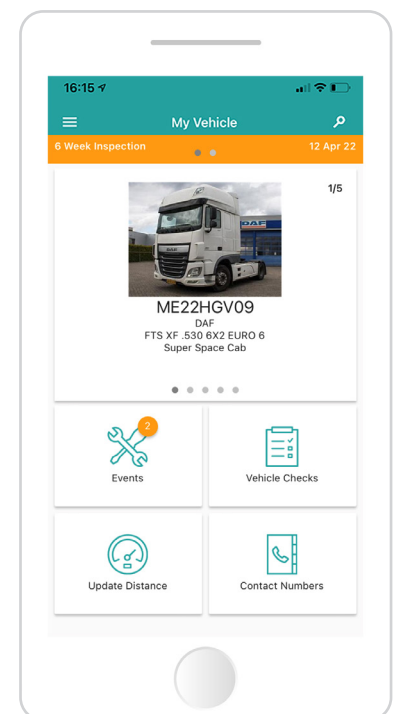 16:15
My Vehicle
6 Week Inspection
12 Apr 22
1/5
DAF
ME22HGV09
DAF
FTS XF .530 6X2 EURO 6
Super Space Cab
2
Events
Vehicle Checks
Update Distance
Contact Numbers